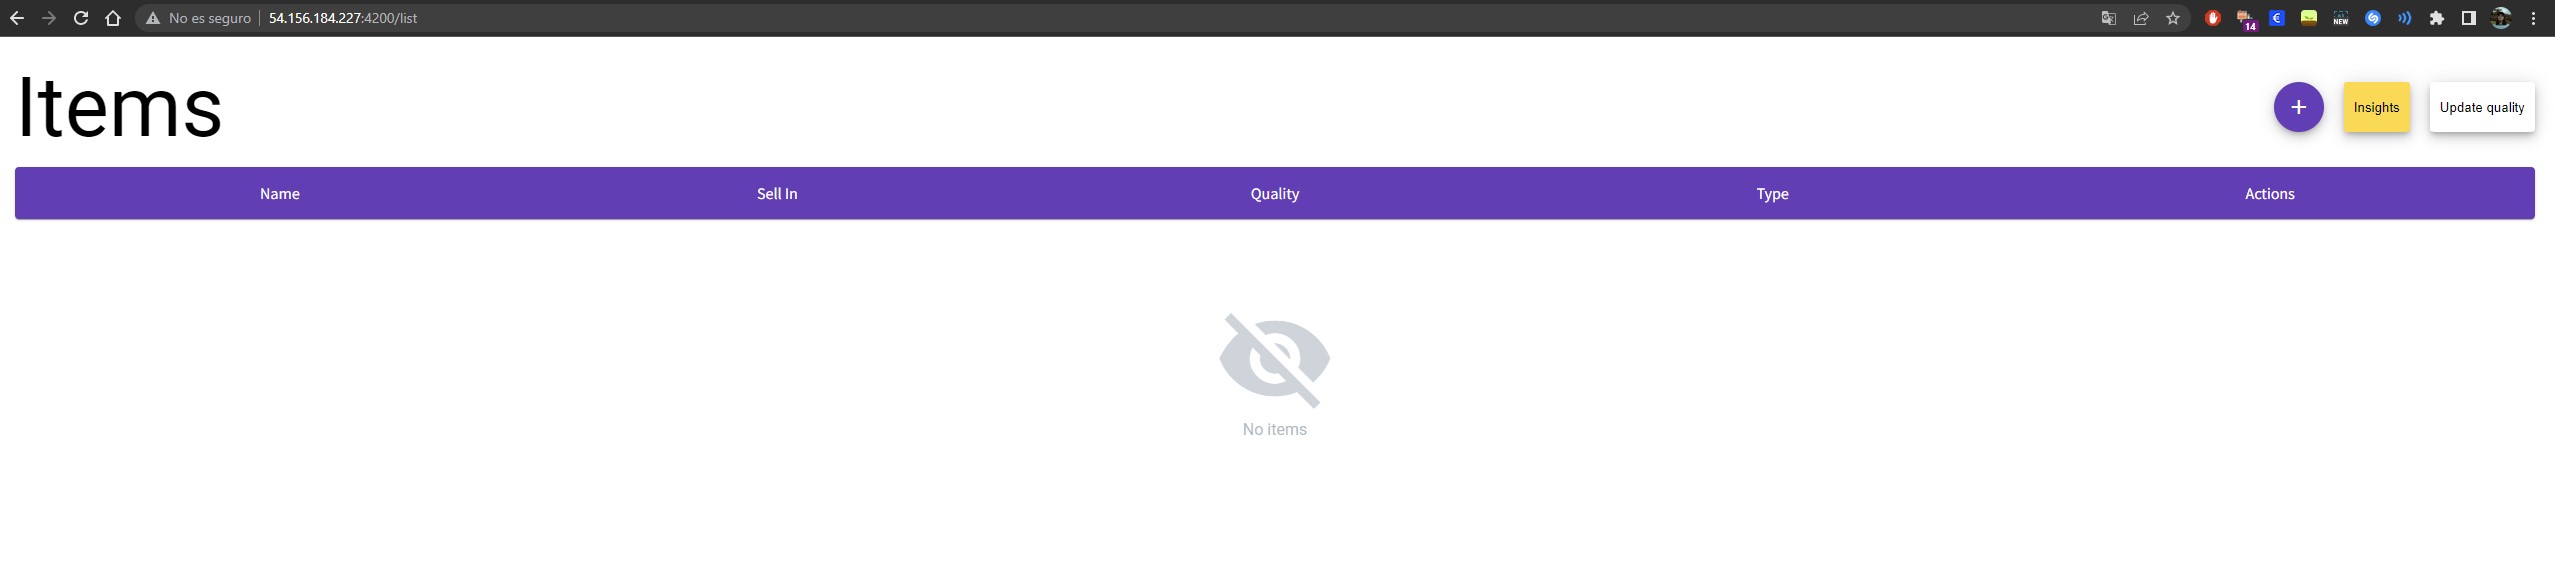 No es seguro 54.156.184.227:4200/list
14
€
NEW
Items
+
Insights
Update quality
Name Sell In Quality Type Actions
No items